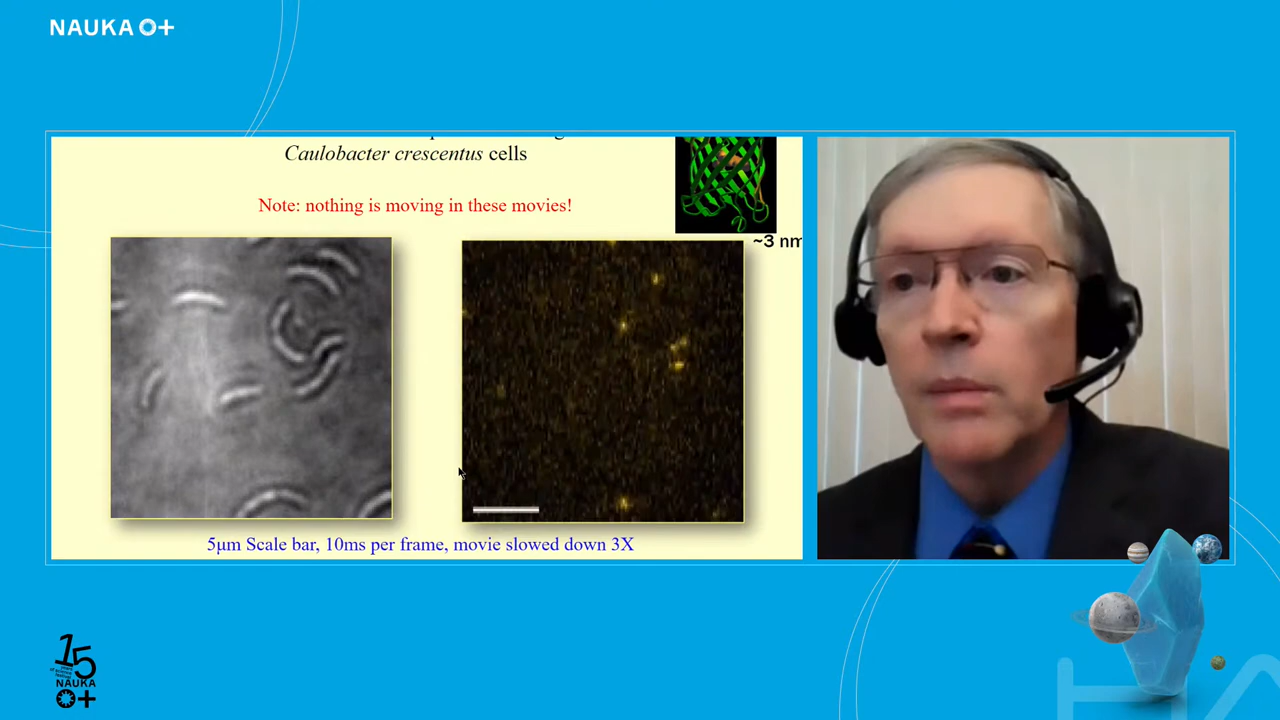 NAUKA O+
Caulobacter crescentus cells
Note: nothing is moving in these movies!
~3 nm
5μm Scale bar, 10ms per frame, movie slowed down 3X
15
NAUKA
O+